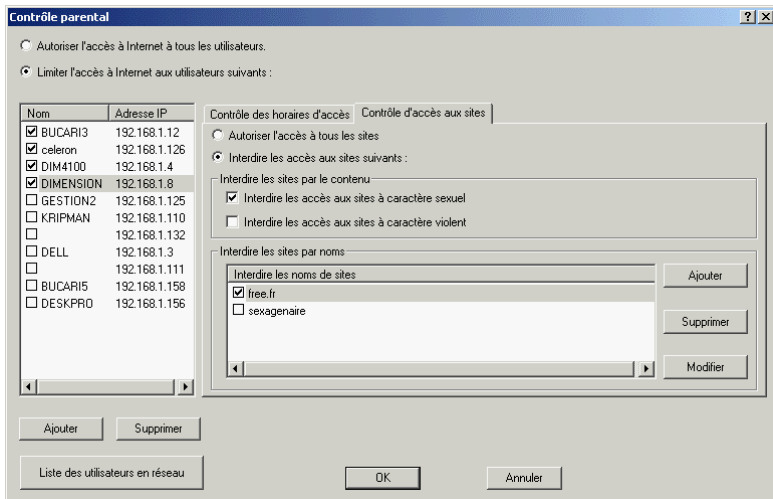 Contrôle parental
Autoriser l'accès à Internet à tous les utilisateurs.
Limiter l'accès à Internet aux utilisateurs suivants :
Nom Adresse IP
BUCARI3 192.168.1.12
celeron 192.168.1.126
DIM4100 192.168.1.4
DIMENSION 192.168.1.8
GESTION2 192.168.1.125
KRIPMAN 192.168.1.110
192.168.1.132
DELL 192.168.1.3
192.168.1.111
BUCARI5 192.168.1.158
DESKPRO 192.168.1.156
Ajouter Supprimer
Liste des utilisateurs en réseau
Contrôle des horaires d'accès Contrôle d'accès aux sites
Autoriser l'accès à tous les sites
Interdire les accès aux sites suivants :
Interdire les sites par le contenu
Interdire les accès aux sites à caractère sexuel
Interdire les accès aux sites à caractère violent
Interdire les sites par noms
Interdire les noms de sites
free.fr
sexagenaire
Ajouter
Supprimer
Modifier
OK Annuler